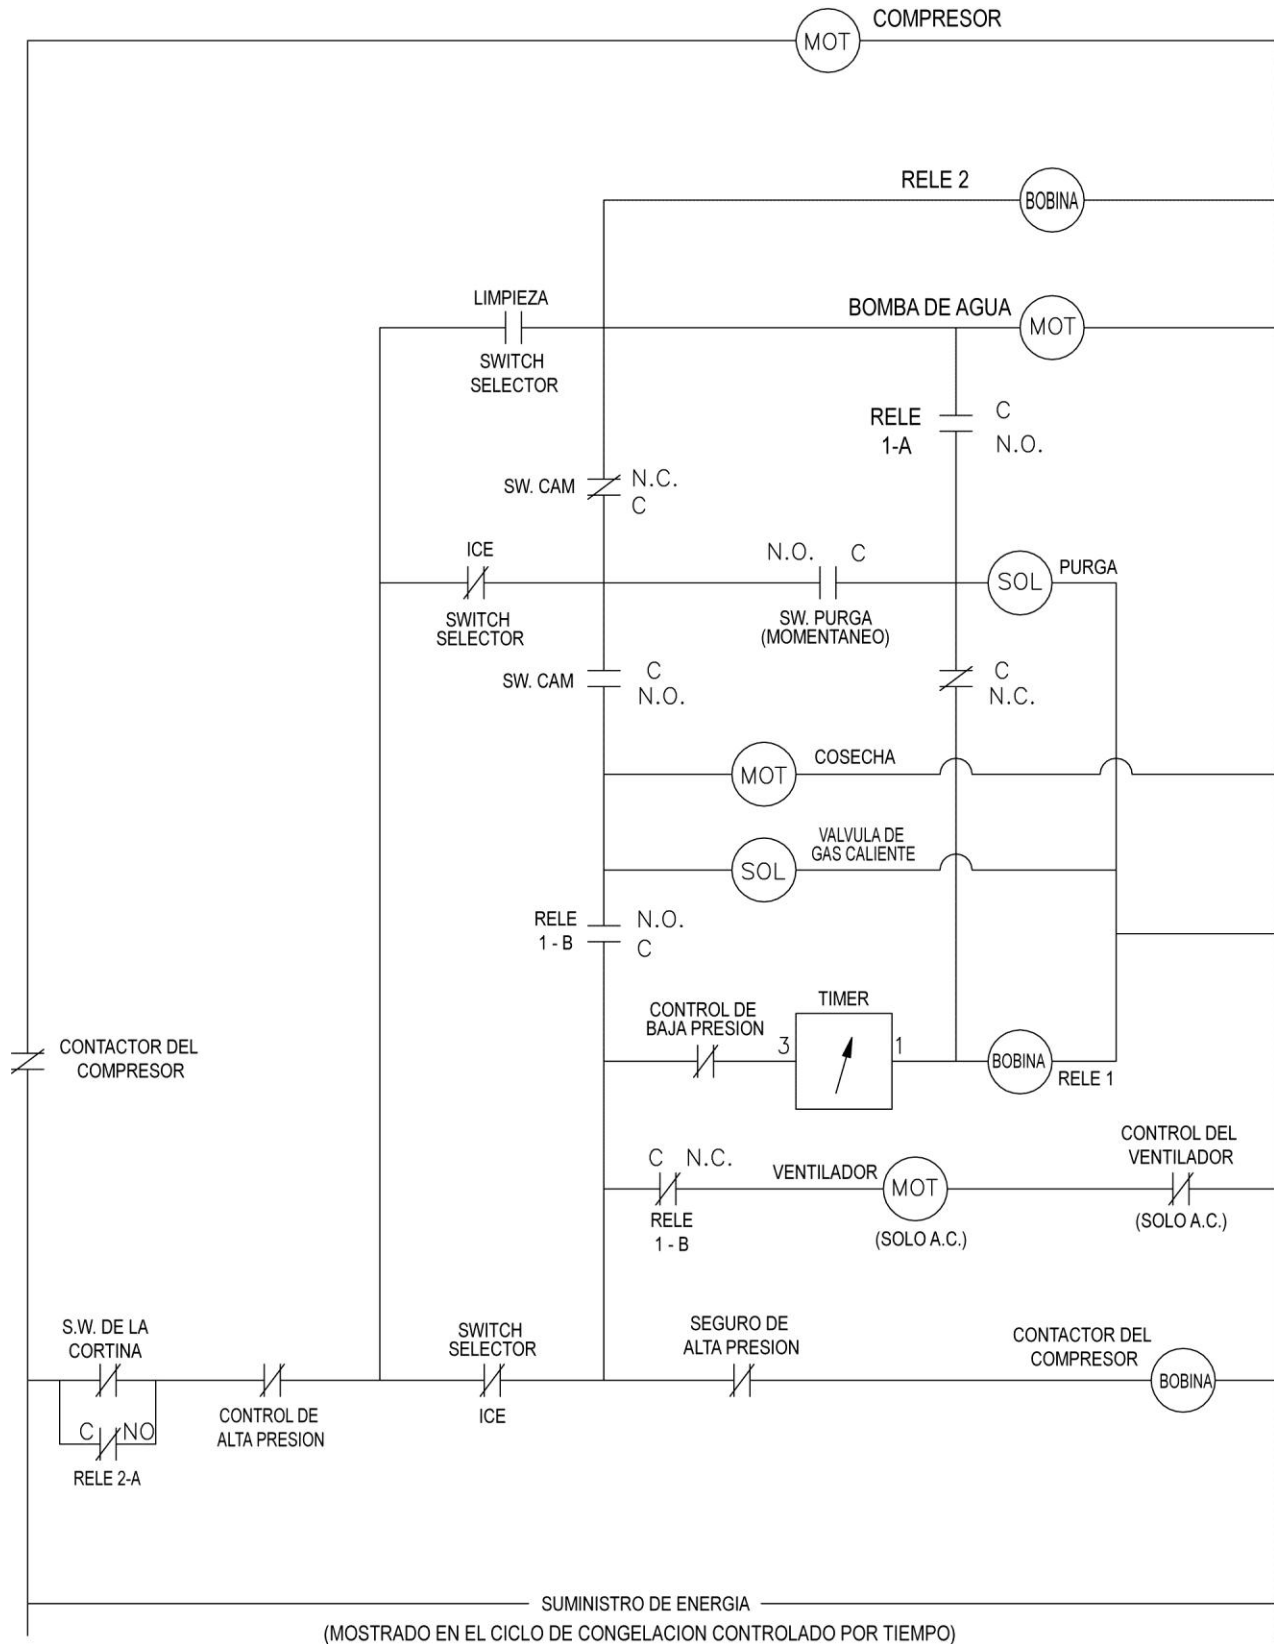 COMPRESOR
MOT
RELE 2
BOBINA
LIMPIEZA
SWITCH
SELECTOR
BOMBA DE AGUA
MOT
RELE
1-A
C
N.O.
SW. CAM
N.C.
C
ICE
SWITCH
SELECTOR
N.O. C
SW. PURGA
(MOMENTANEO)
SOL
PURGA
SW. CAM
C
N.O.
C
N.C.
MOT
COSECHA
SOL
VALVULA DE
GAS CALIENTE
RELE
1 - B
N.O.
C
CONTROL DE
BAJA PRESION
TIMER
3
1
BOBINA
RELE 1
CONTACTOR DEL
COMPRESOR
C N.C.
RELE
1 - B
VENTILADOR
MOT
(SOLO A.C.)
CONTROL DEL
VENTILADOR
(SOLO A.C.)
S.W. DE LA
CORTINA
C NO
RELE 2-A
CONTROL DE
ALTA PRESION
SWITCH
SELECTOR
ICE
SEGURO DE
ALTA PRESION
CONTACTOR DEL
COMPRESOR
BOBINA
SUMINISTRO DE ENERGIA
(MOSTRADO EN EL CICLO DE CONGELACION CONTROLADO POR TIEMPO)